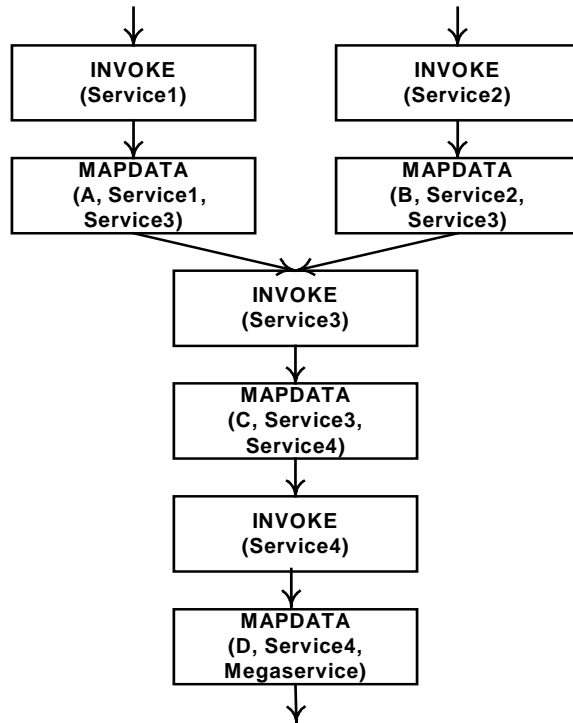 INVOKE
(Service1)
INVOKE
(Service2)
MAPDATA
(A, Service1,
Service3)
MAPDATA
(B, Service2,
Service3)
INVOKE
(Service3)
MAPDATA
(C, Service3,
Service4)
INVOKE
(Service4)
MAPDATA
(D, Service4,
Megaservice)